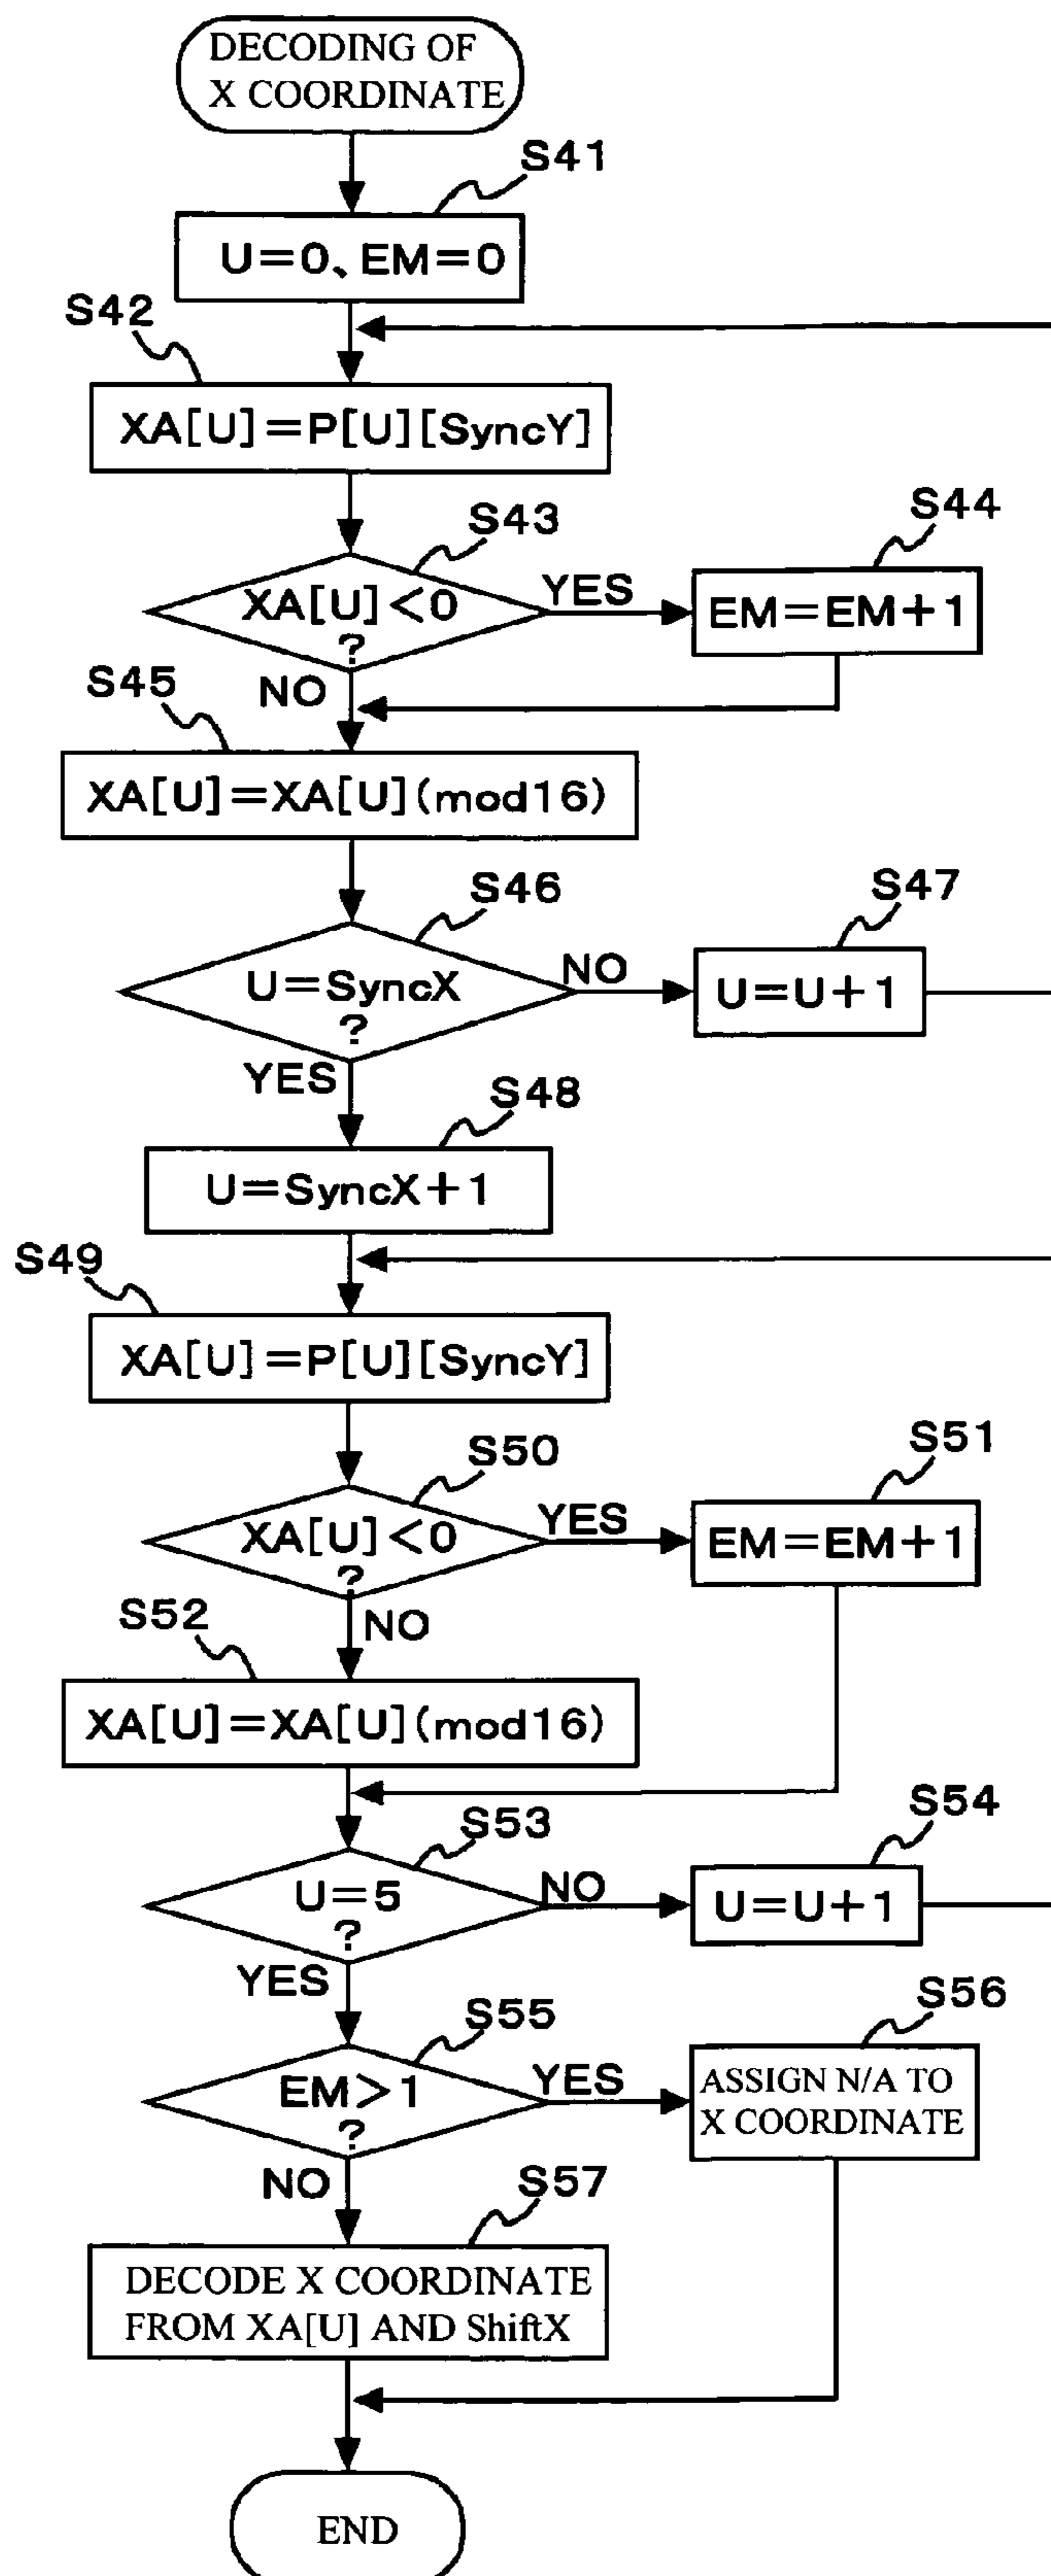 DECODING OF
X COORDINATE
S41
U=0、EM=0
S42
XA[U]=P[U][SyncY]
S43
XA[U]<0
?
YES
S44
EM=EM+1
NO
S45
XA[U]=XA[U](mod16)
S46
U=SyncX
?
NO
S47
U=U+1
YES
S48
U=SyncX+1
S49
XA[U]=P[U][SyncY]
S50
XA[U]<0
?
YES
S51
EM=EM+1
NO
S52
XA[U]=XA[U](mod16)
S53
U=5
?
NO
S54
U=U+1
YES
S55
EM>1
?
YES
S56
ASSIGN N/A TO
X COORDINATE
NO
S57
DECODE X COORDINATE
FROM XA[U] AND ShiftX
END